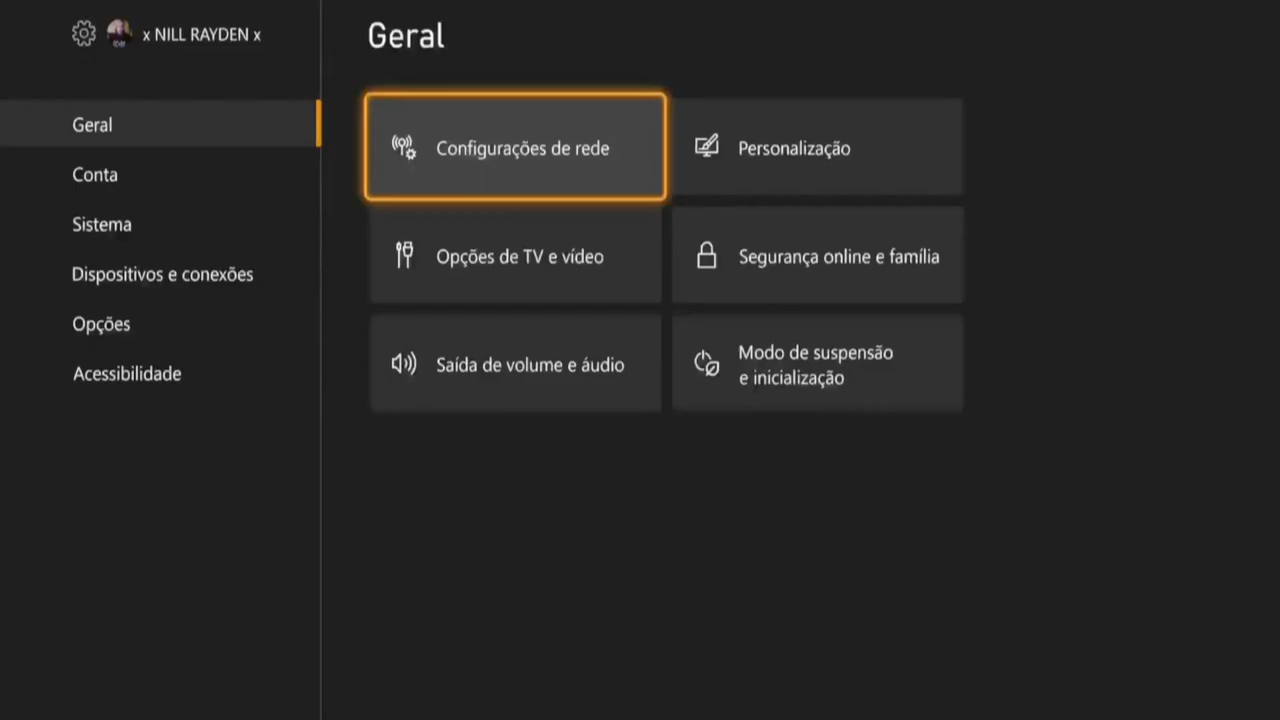 x NILL RAYDEN x
Geral
Conta
Sistema
Dispositivos e conexões
Opções
Acessibilidade
Geral
Configurações de rede
Personalização
Opções de TV e vídeo
Segurança online e família
Saída de volume e áudio
Modo de suspensão
e inicialização